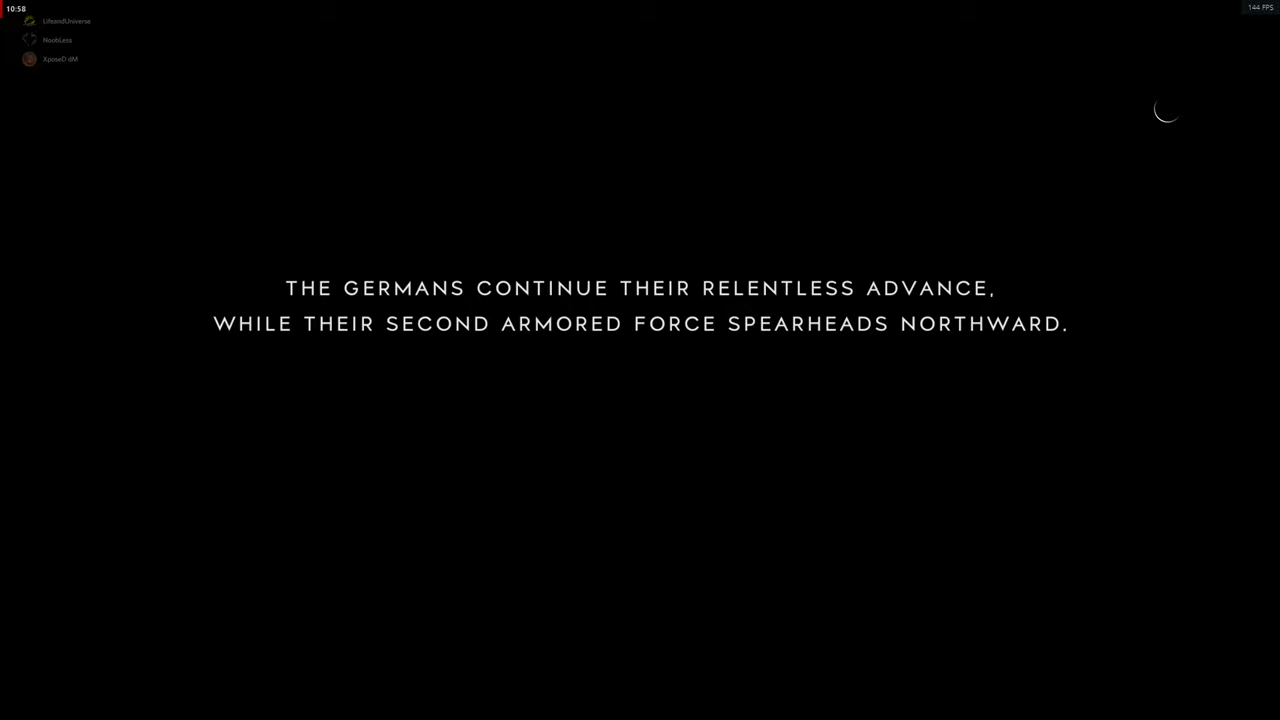 10:58
144 FPS
LifeandUniverse
NoobLess
XposeD dM
THE GERMANS CONTINUE THEIR RELENTLESS ADVANCE,
WHILE THEIR SECOND ARMORED FORCE SPEARHEADS NORTHWARD.